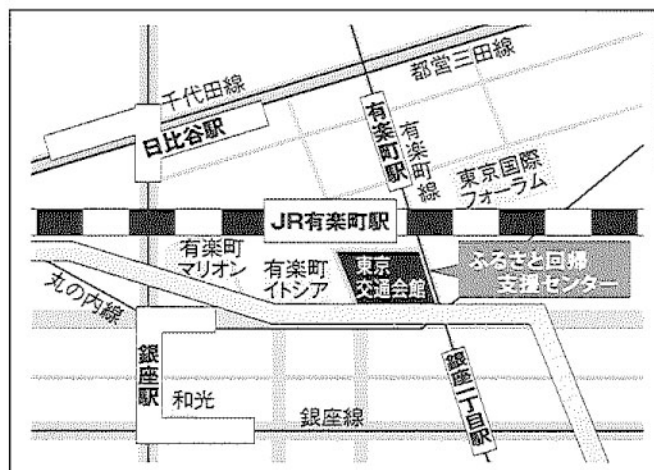 千代田線
都営三田線
日比谷駅
有楽町駅
有楽町線
東京国際
フォーラム
JR有楽町駅
有楽町
マリオン
有楽町
イトシア
東京
交通会館
ふるさと回帰
支援センター
丸の内線
銀座駅
和光
銀座線
銀座一丁目駅